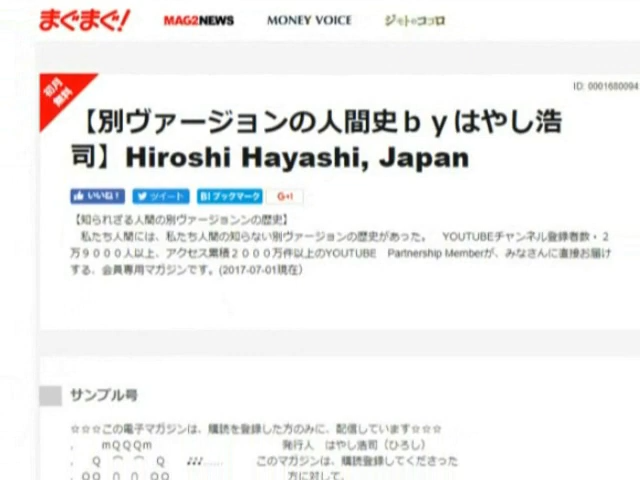 まぐまぐ! MAG2NEWS MONEY VOICE ジモトのココロ
初月無料
ID: 0001680094
【別ヴァージョンの人間史ｂｙはやし浩
司】Hiroshi Hayashi, Japan
いいね！ ツイート B!ブックマーク G+1
【知られざる人間の別ヴァージョンンの歴史】
私たち人間には、私たち人間の知らない別ヴァージョンの歴史があった。　YOUTUBEチャンネル登録者数・２
万９０００人以上、アクセス累積２０００万件以上のYOUTUBE　Partnership Memberが、みなさんに直接お届け
する、会員専用マガジンです。(2017-07-01現在)
サンプル号
☆☆☆この電子マガジンは、購読を登録した方のみに、配信しています☆☆☆
.　　ｍＱＱＱｍ　　　　　　　　　　　発行人　はやし浩司（ひろし）
.　Ｑ　⌒　⌒　Ｑ　　♪♪♪……　　　このマガジンは、購読登録してくださった
.　ＱＱ　∩　∩　ＱＱ　　　　　　　　　方に対して、